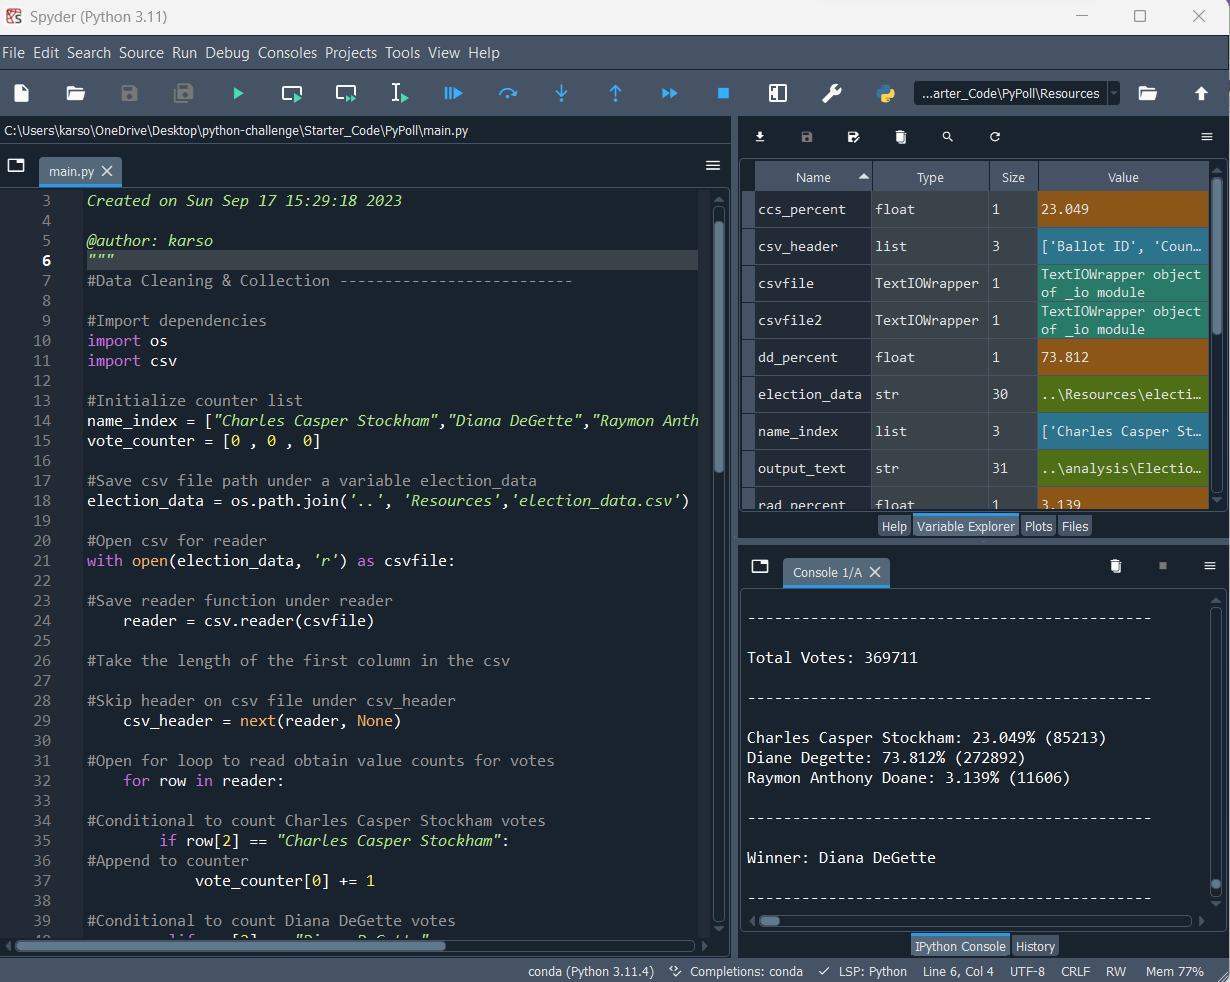 Spyder (Python 3.11)
File Edit Search Source Run Debug Consoles Projects Tools View Help
...arter_Code\PyPoll\Resources
C:\Users\karso\OneDrive\Desktop\python-challenge\Starter_Code\PyPoll\main.py
main.py
3 Created on Sun Sep 17 15:29:18 2023
4
5 @author: karso
6 """
7 #Data Cleaning & Collection --------------------------
8
9 #Import dependencies
10 import os
11 import csv
12
13 #Initialize counter list
14 name_index = ["Charles Casper Stockham","Diana DeGette","Raymon Anth
15 vote_counter = [0 , 0 , 0]
16
17 #Save csv file path under a variable election_data
18 election_data = os.path.join('..', 'Resources','election_data.csv')
19
20 #Open csv for reader
21 with open(election_data, 'r') as csvfile:
22
23 #Save reader function under reader
24     reader = csv.reader(csvfile)
25
26 #Take the length of the first column in the csv
27
28 #Skip header on csv file under csv_header
29     csv_header = next(reader, None)
30
31 #Open for loop to read obtain value counts for votes
32     for row in reader:
33
34 #Conditional to count Charles Casper Stockham votes
35         if row[2] == "Charles Casper Stockham":
36 #Append to counter
37             vote_counter[0] += 1
38
39 #Conditional to count Diana DeGette votes
Name Type Size Value
ccs_percent float 1 23.049
csv_header list 3 ['Ballot ID', 'Coun...
csvfile TextIOWrapper 1 TextIOWrapper object
of _io module
csvfile2 TextIOWrapper 1 TextIOWrapper object
of _io module
dd_percent float 1 73.812
election_data str 30 ..\Resources\electi...
name_index list 3 ['Charles Casper St...
output_text str 31 ..\analysis\Electio...
rad_percent float 1 3.139
Help Variable Explorer Plots Files
Console 1/A
---------------------------------------------
Total Votes: 369711
---------------------------------------------
Charles Casper Stockham: 23.049% (85213)
Diane Degette: 73.812% (272892)
Raymon Anthony Doane: 3.139% (11606)
---------------------------------------------
Winner: Diana DeGette
---------------------------------------------
IPython Console History
conda (Python 3.11.4) Completions: conda LSP: Python Line 6, Col 4 UTF-8 CRLF RW Mem 77%